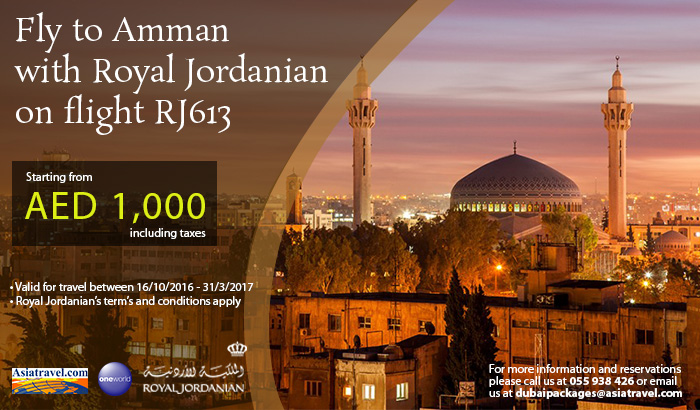 Fly to Amman
with Royal Jordanian
on flight RJ613
Starting from
AED 1,000
including taxes
• Valid for travel between 16/10/2016 - 31/3/2017
• Royal Jordanian's term's and conditions apply
Asiatravel.com
oneworld
الملكية الأردنية
ROYAL JORDANIAN
For more information and reservations
please call us at 055 938 426 or email
us at dubaipackages@asiatravel.com